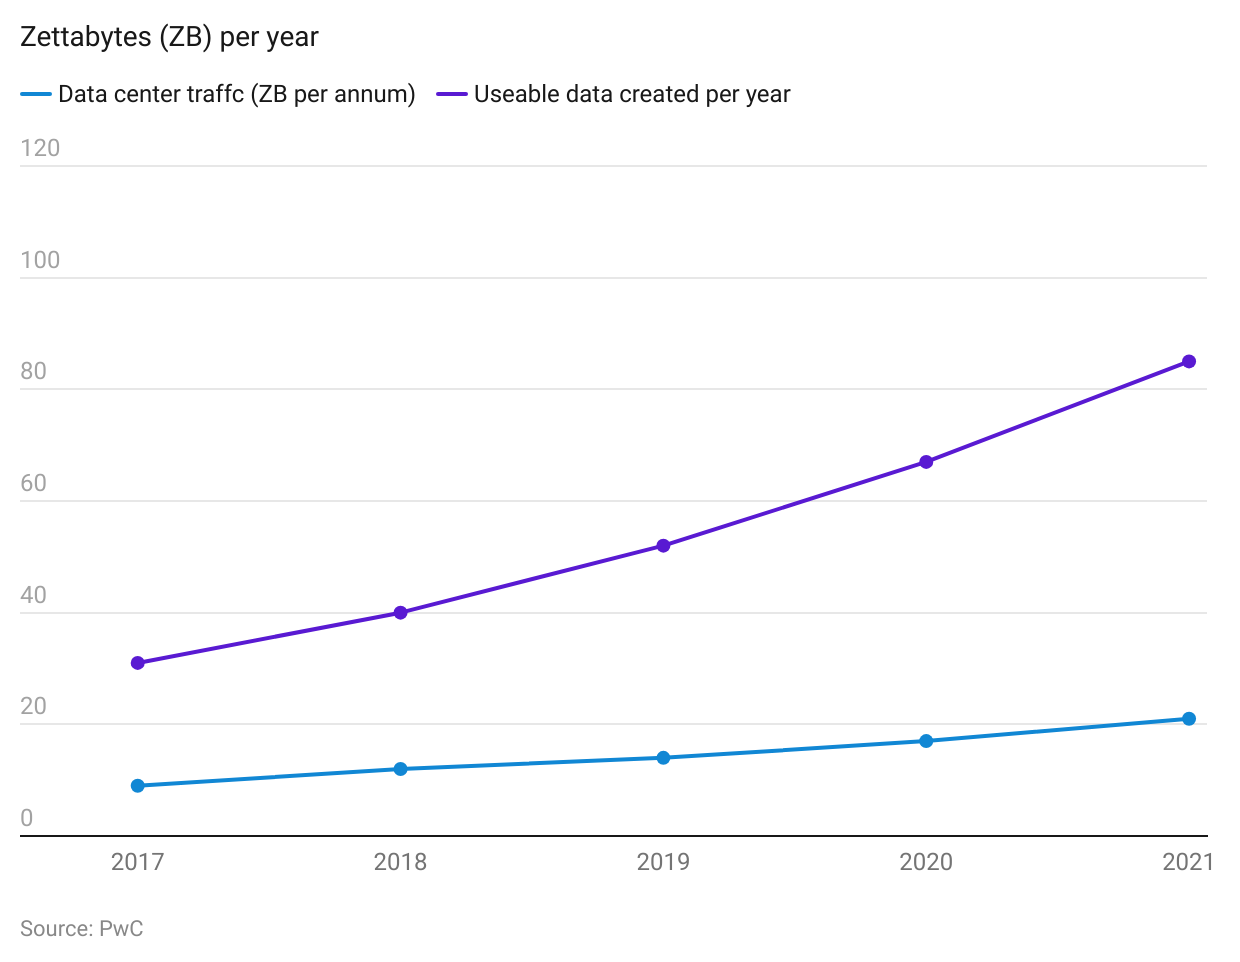 Zettabytes (ZB) per year
Data center traffc (ZB per annum) Useable data created per year
120
100
80
60
40
20
0
2017 2018 2019 2020 2021
Source: PwC